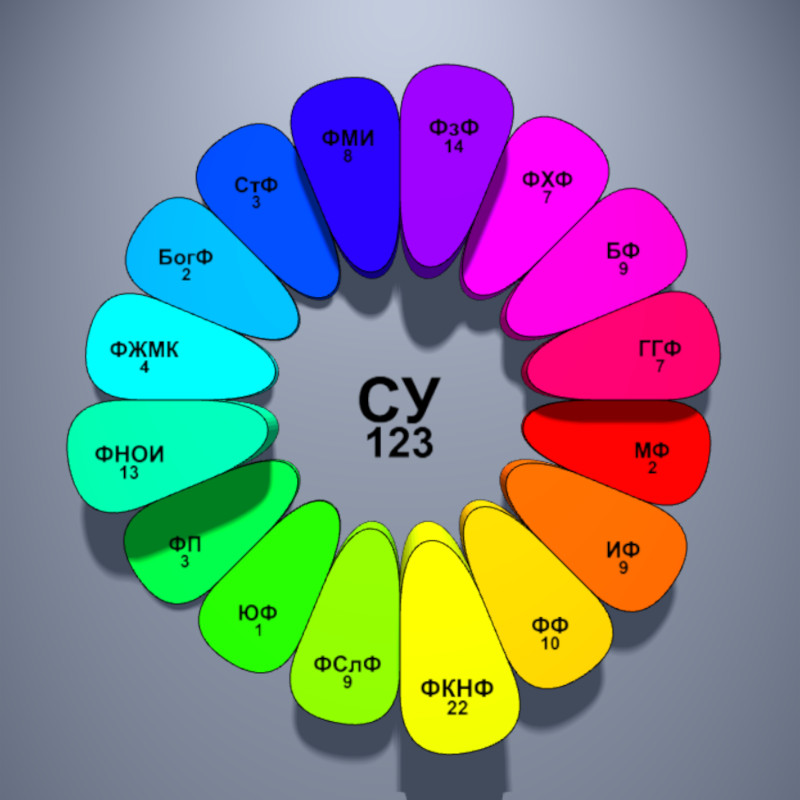 ФзФ
14
ФХФ
7
БФ
9
ГГФ
7
МФ
2
ИФ
9
ФФ
10
ФКНФ
22
ФСлФ
9
ЮФ
1
ФП
3
ФНОИ
13
ФЖМК
4
БогФ
2
СтФ
3
ФМИ
8
СУ
123